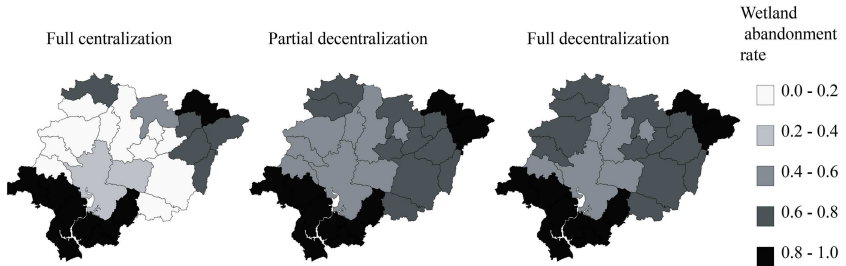 Full centralization
Partial decentralization
Full decentralization
Wetland
abandonment
rate
0.0 - 0.2
0.2 - 0.4
0.4 - 0.6
0.6 - 0.8
0.8 - 1.0